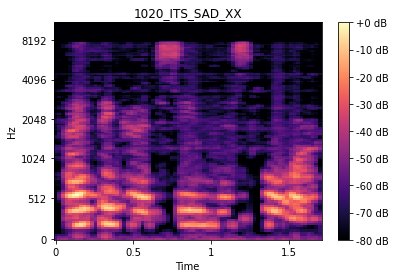 1020_ITS_SAD_XX
+0 dB
8192
-10 dB
4096
-20 dB
-30 dB
2048
Hz
-40 dB
1024
-50 dB
512
-60 dB
-70 dB
0
-80 dB
0 0.5 1 1.5
Time